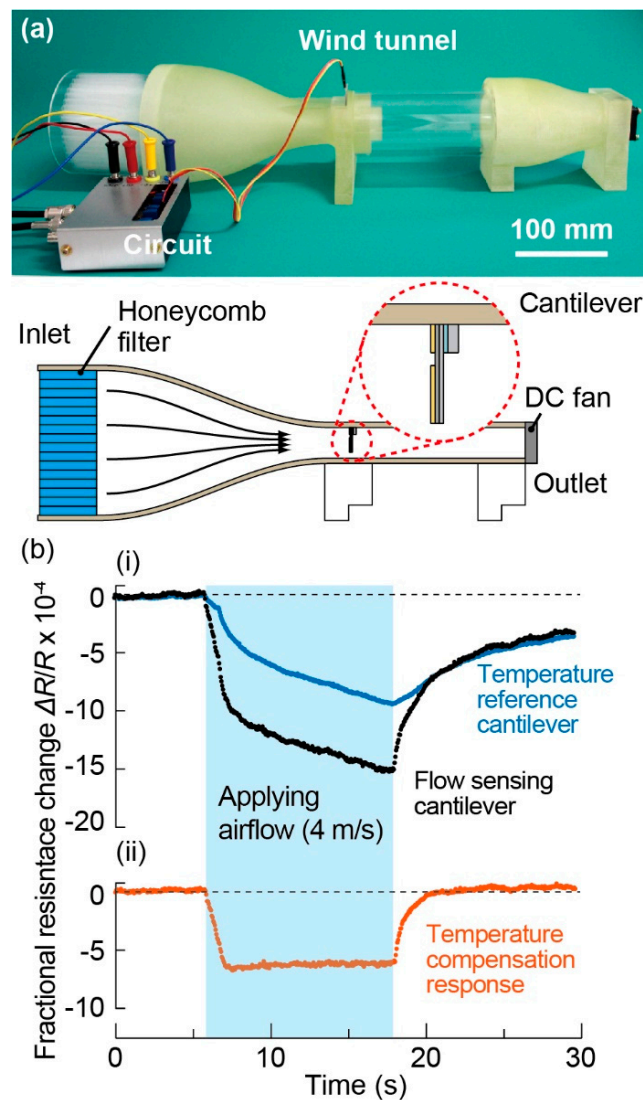 (a)
Wind tunnel
Circuit
100 mm
Inlet
Honeycomb
filter
Cantilever
DC fan
Outlet
(b)
(i)
Fractional resisntace change ΔR/R x 10-4
0
-5
-10
-15
-20
Temperature
reference
cantilever
Flow sensing
cantilever
Applying
airflow (4 m/s)
(ii)
0
-5
-10
Temperature
compensation
response
0
10
20
30
Time (s)